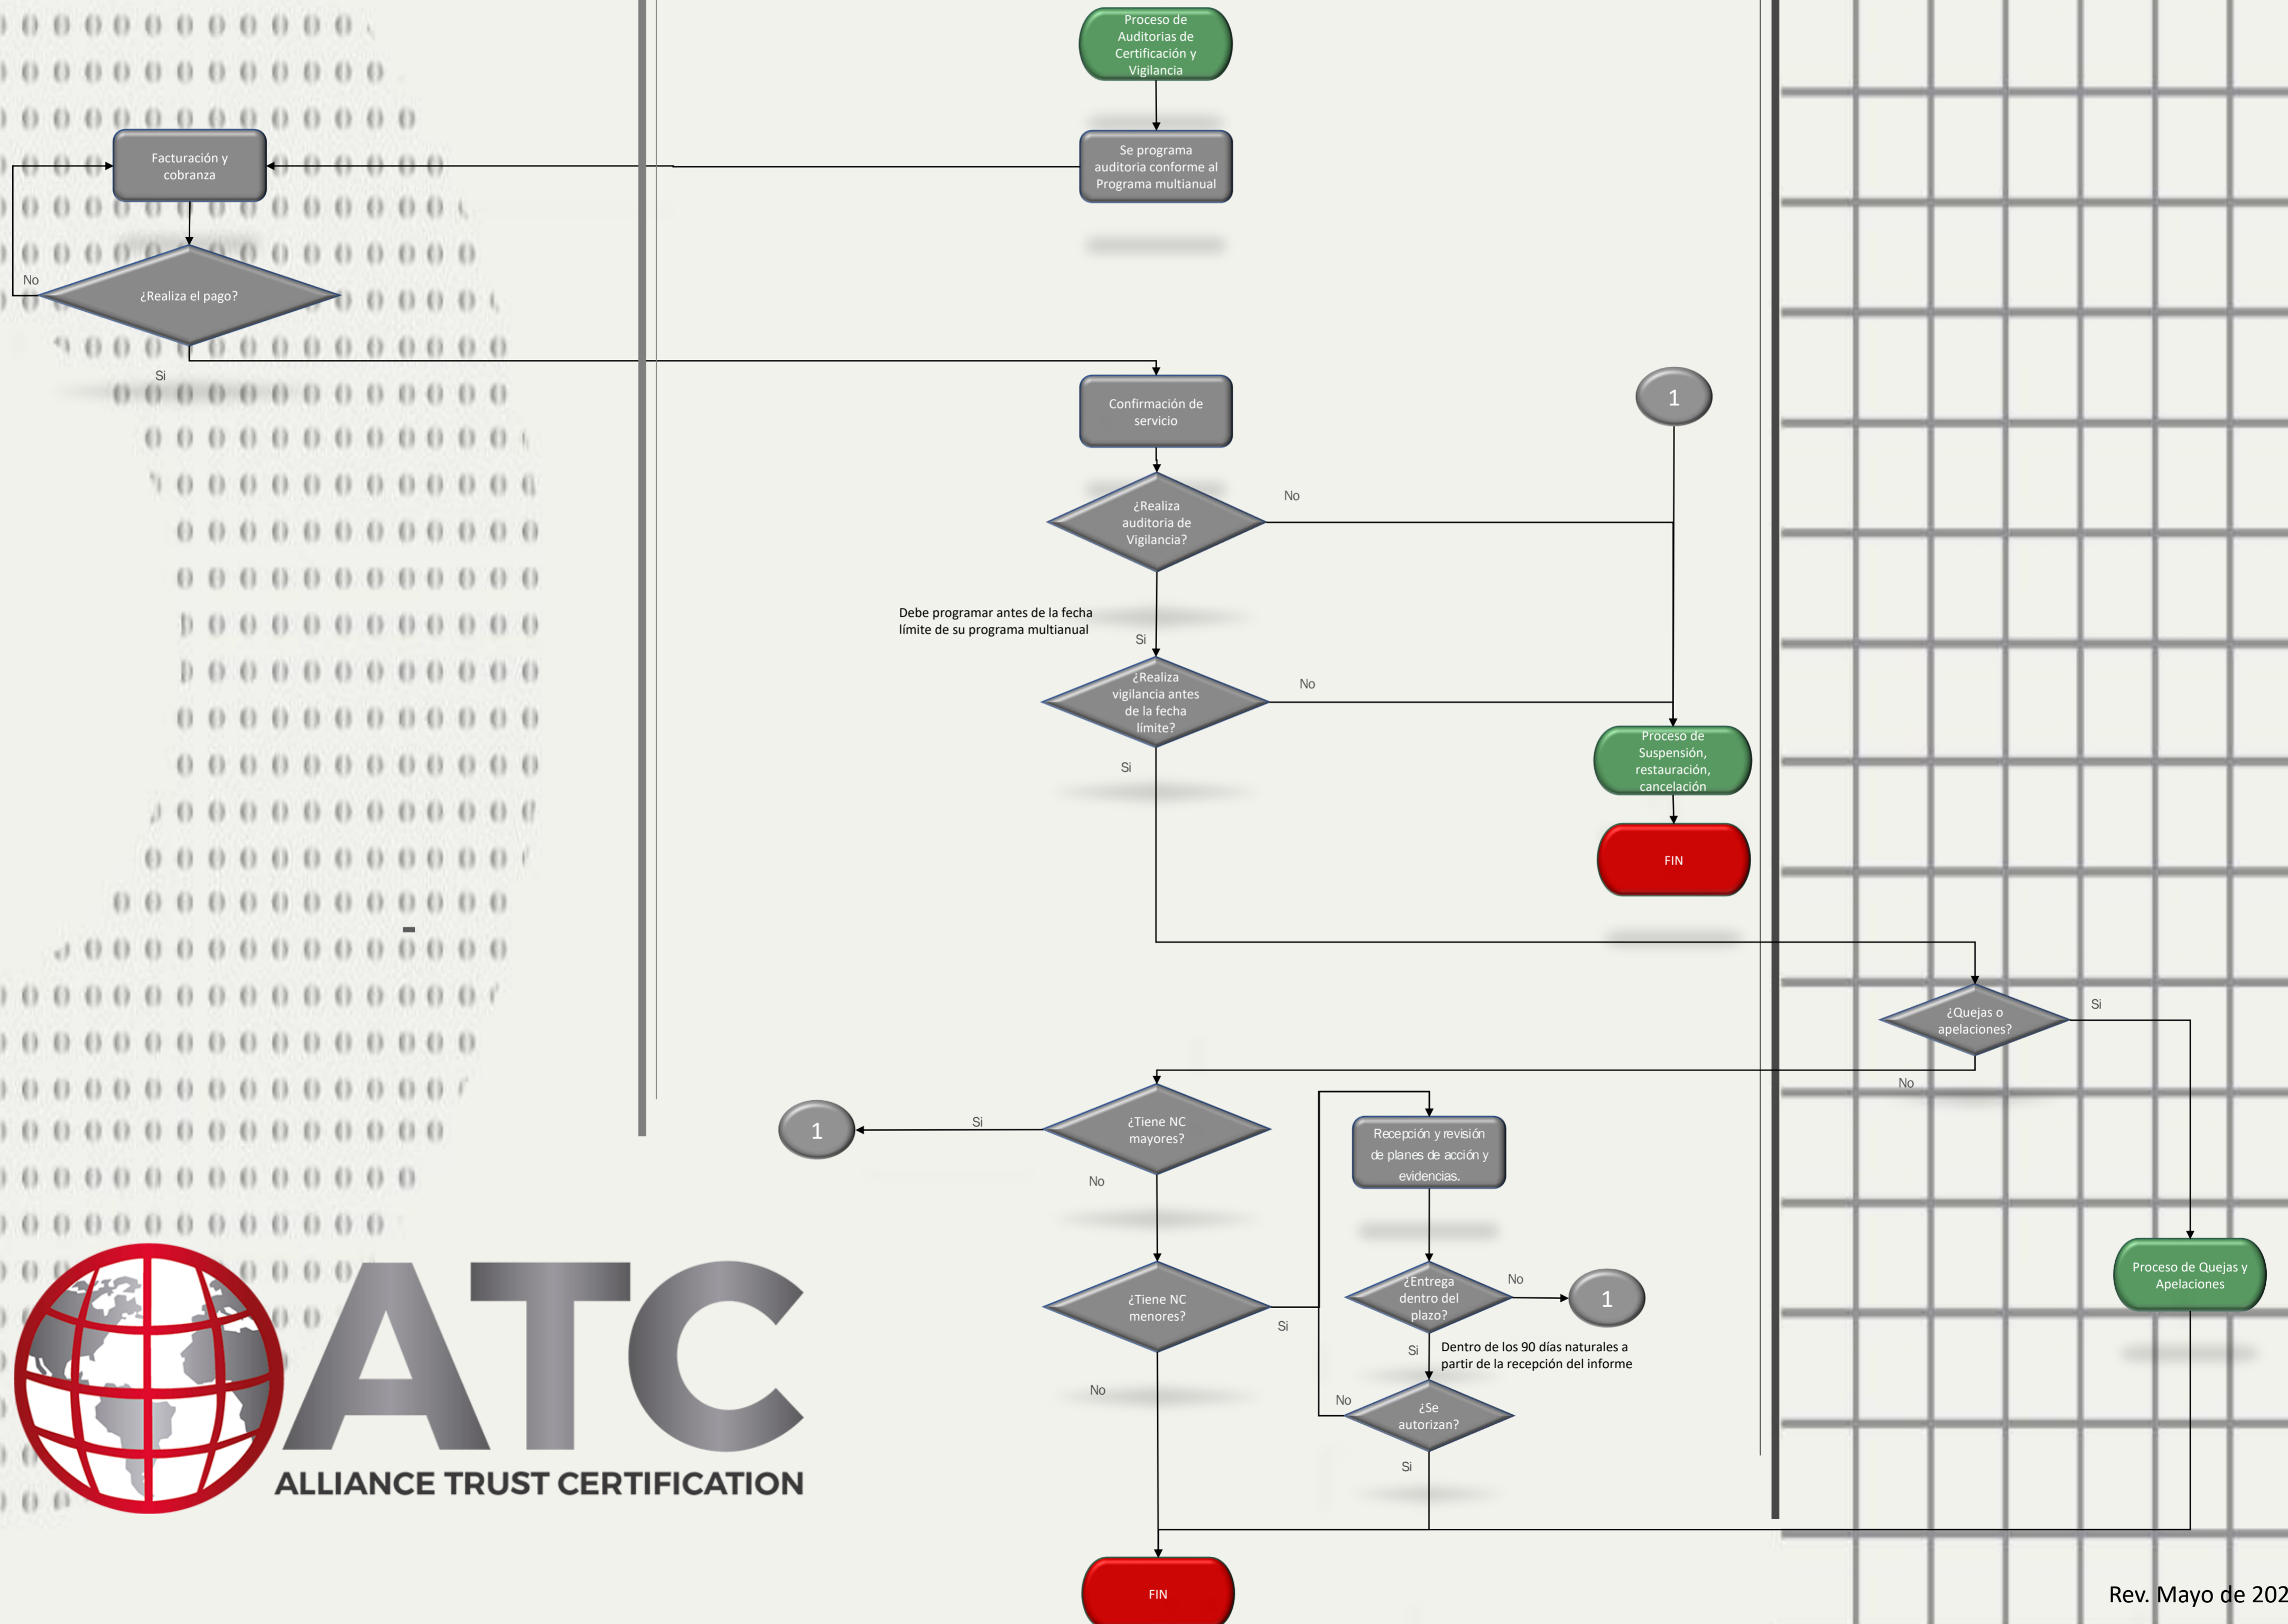 Proceso de
Auditorias de
Certificación y
Vigilancia
Facturación y
cobranza
Se programa
auditoria conforme al
Programa multianual
No
¿Realiza el pago?
Si
Confirmación de
servicio
1
¿Realiza
auditoria de
Vigilancia?
No
Debe programar antes de la fecha
límite de su programa multianual
Si
¿Realiza
vigilancia antes
de la fecha
límite?
No
Si
Proceso de
Suspensión,
restauración,
cancelación
FIN
¿Quejas o
apelaciones?
Si
No
1
Si
¿Tiene NC
mayores?
No
Recepción y revisión
de planes de acción y
evidencias.
¿Tiene NC
menores?
Si
No
¿Entrega
dentro del
plazo?
No
1
Si
Dentro de los 90 días naturales a
partir de la recepción del informe
¿Se
autorizan?
No
Si
Proceso de Quejas y
Apelaciones
ATC
ALLIANCE TRUST CERTIFICATION
FIN
Rev. Mayo de 202